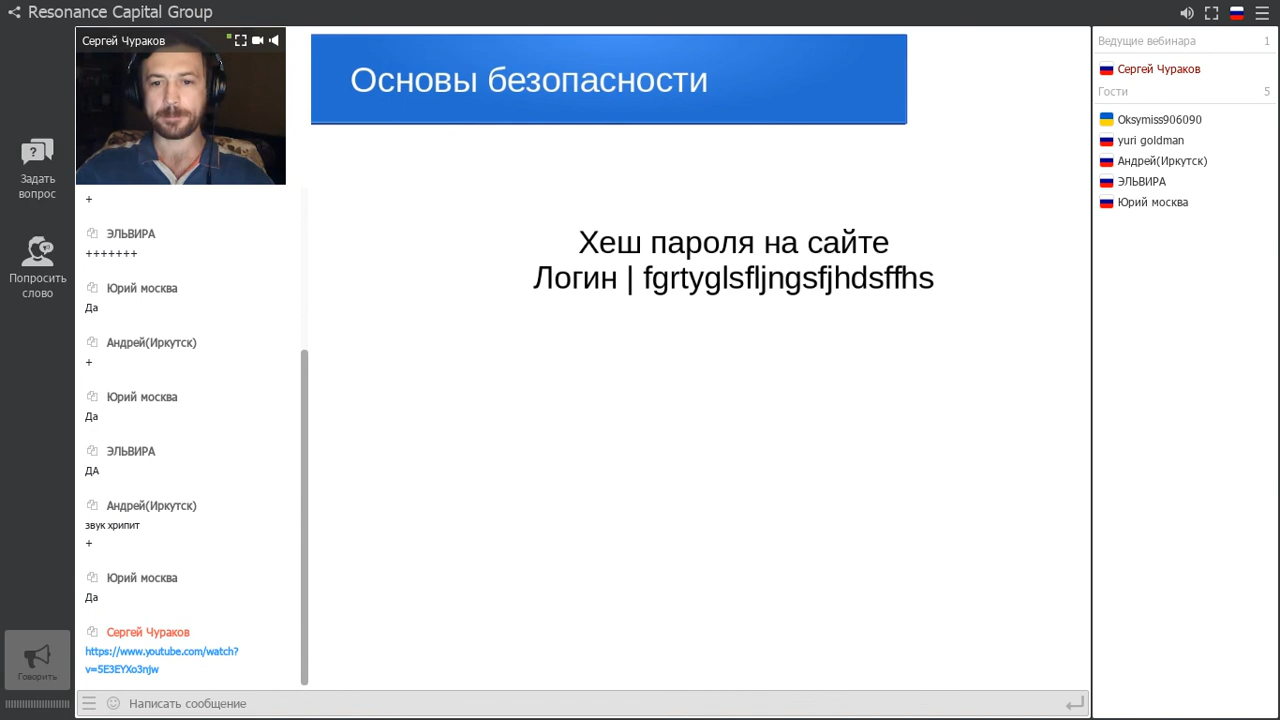 Resonance Capital Group
Сергей Чураков
Задать
вопрос
Попросить
слово
Говорить
+
ЭЛЬВИРА
+++++++
Юрий москва
Да
Андрей(Иркутск)
+
Юрий москва
Да
ЭЛЬВИРА
ДА
Андрей(Иркутск)
звук хрипит
+
Юрий москва
Да
Сергей Чураков
https://www.youtube.com/watch?
v=5E3EYXo3njw
Написать сообщение
Основы безопасности
Хеш пароля на сайте
Логин | fgrtyglsfljngsfjhdsffhs
Ведущие вебинара 1
Сергей Чураков
Гости 5
Oksymiss906090
yuri goldman
Андрей(Иркутск)
ЭЛЬВИРА
Юрий москва